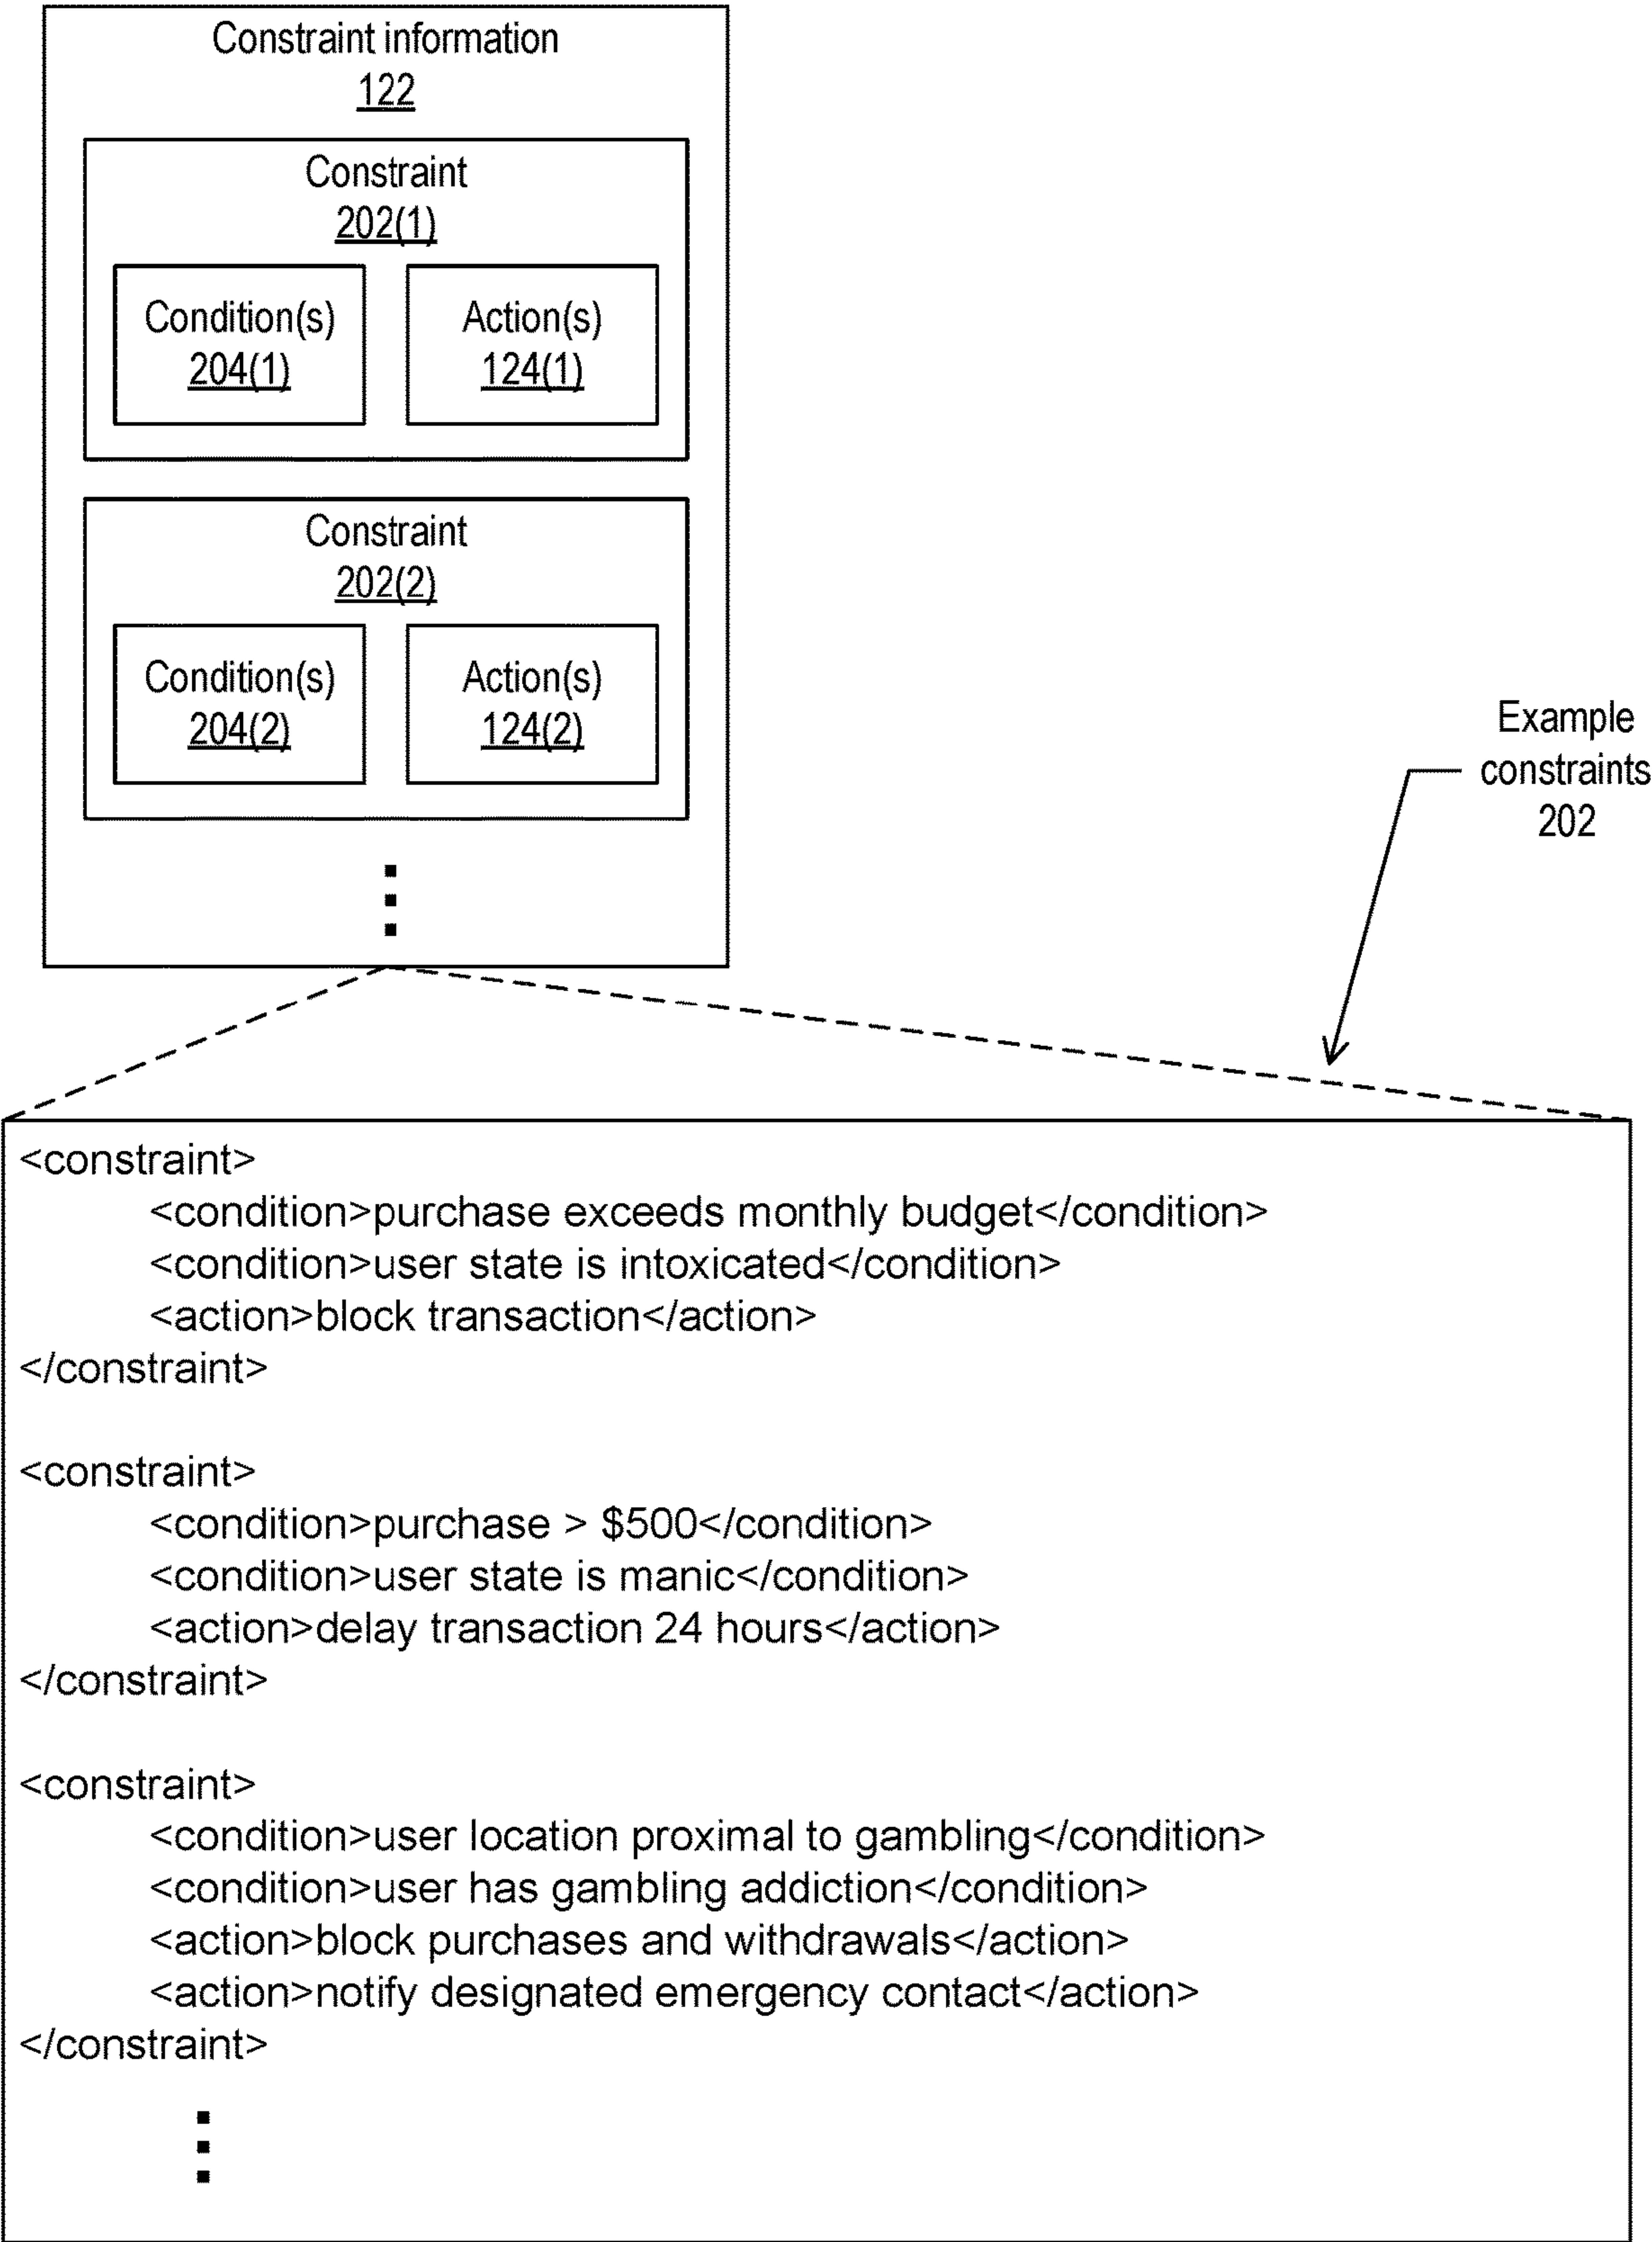 Constraint information
122
Constraint
202(1)
Condition(s)
204(1)
Action(s)
124(1)
Constraint
202(2)
Condition(s)
204(2)
Action(s)
124(2)
Example
constraints
202
<constraint>
<condition>purchase exceeds monthly budget</condition>
<condition>user state is intoxicated</condition>
<action>block transaction</action>
</constraint>
<constraint>
<condition>purchase > $500</condition>
<condition>user state is manic</condition>
<action>delay transaction 24 hours</action>
</constraint>
<constraint>
<condition>user location proximal to gambling</condition>
<condition>user has gambling addiction</condition>
<action>block purchases and withdrawals</action>
<action>notify designated emergency contact</action>
</constraint>